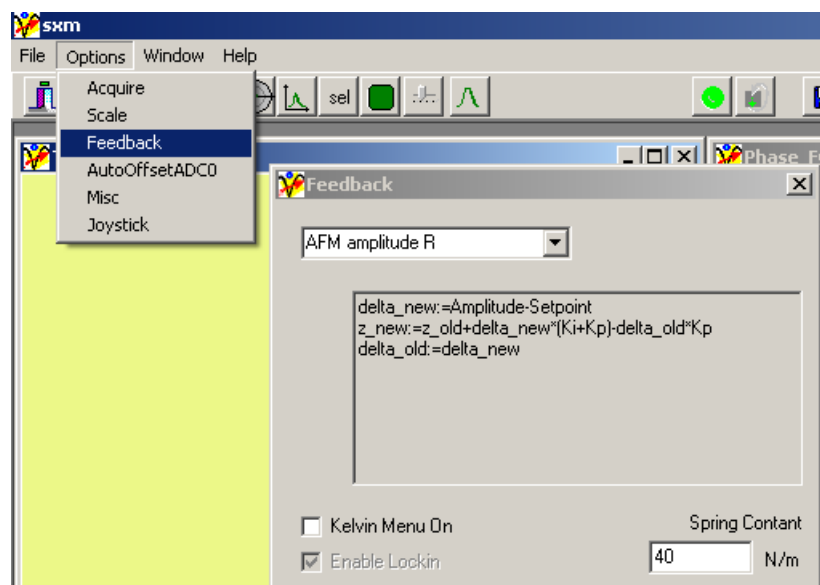 sxm
File Options Window Help
sel
Acquire
Scale
Feedback
AutoOffsetADC0
Misc
Joystick
Feedback
AFM amplitude R
delta_new:=Amplitude-Setpoint
z_new:=z_old+delta_new*(Ki+Kp)-delta_old*Kp
delta_old:=delta_new
Kelvin Menu On
Spring Contant
Enable Lockin
40 N/m